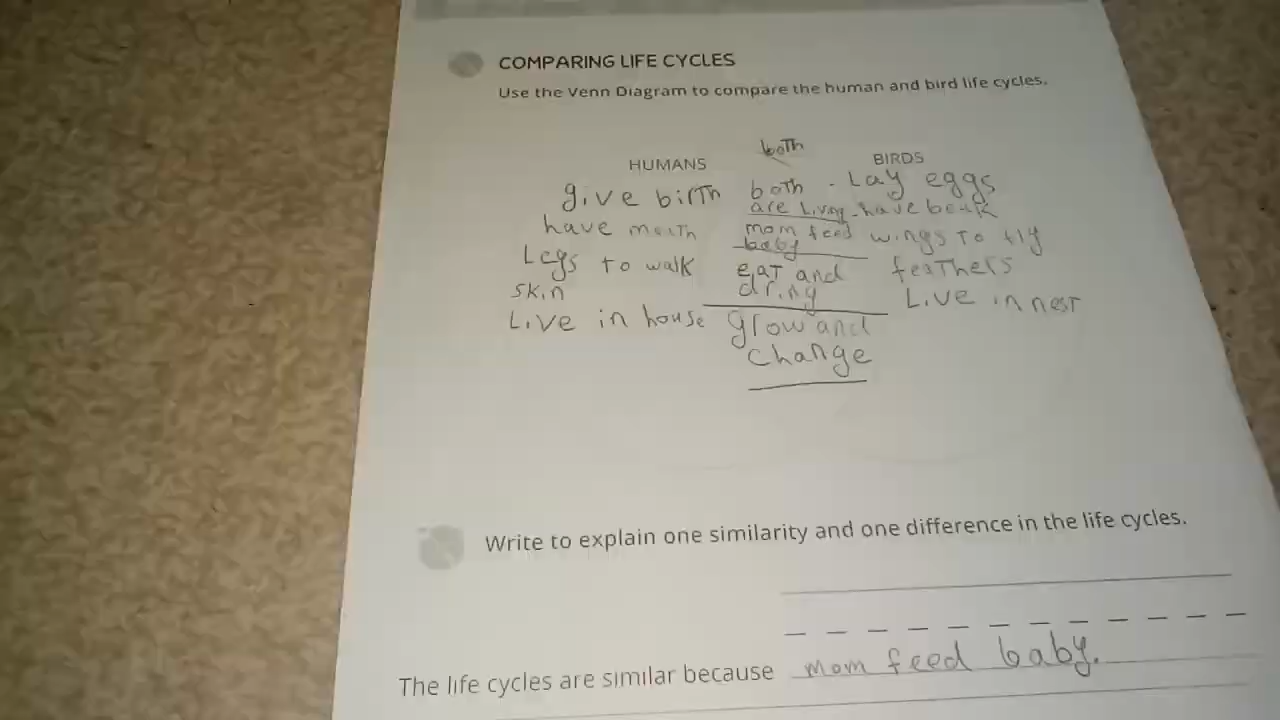 COMPARING LIFE CYCLES
Use the Venn Diagram to compare the human and bird life cycles.
both
HUMANS
BIRDS
give birth
both
- Lay eggs
are living
- have beak
have mouth
mom feed
baby
wings to fly
Legs to walk
eat and
feathers
skin
dring
Live in nest
Live in house
grow and
change
Write to explain one similarity and one difference in the life cycles.
The life cycles are similar because mom feed baby.